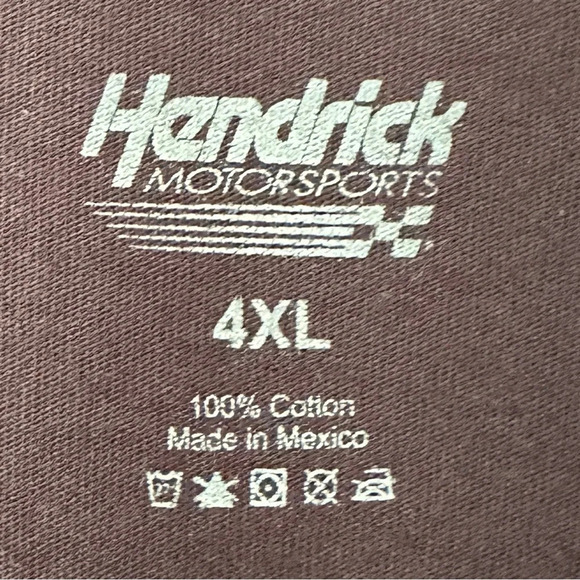 Hendrick
MOTORSPORTS
4XL
100% Cotton
Made in Mexico